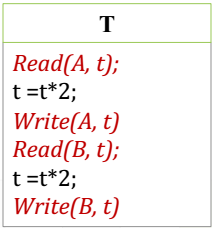 T
Read(A, t);
t =t*2;
Write(A, t)
Read(B, t);
t =t*2;
Write(B, t)